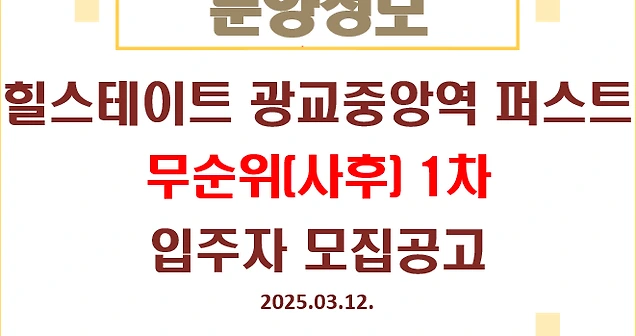 분양정보
힐스테이트 광교중앙역 퍼스트
무순위(사후) 1차
입주자 모집공고
2025.03.12.